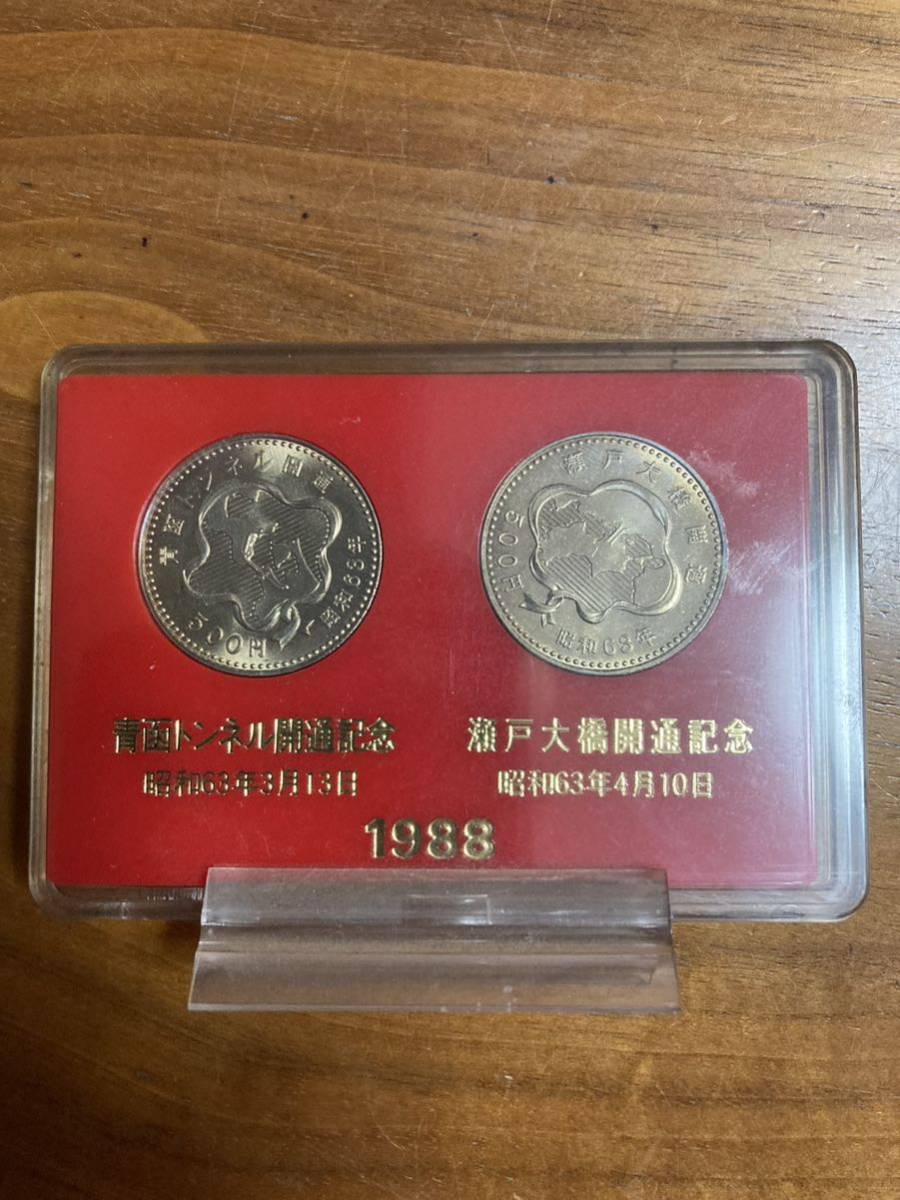 青函トンネル開通
500円
昭和63年
瀬戸大橋開通
500円
昭和63年
青函トンネル開通記念
昭和63年3月13日
瀬戸大橋開通記念
昭和63年4月10日
1988